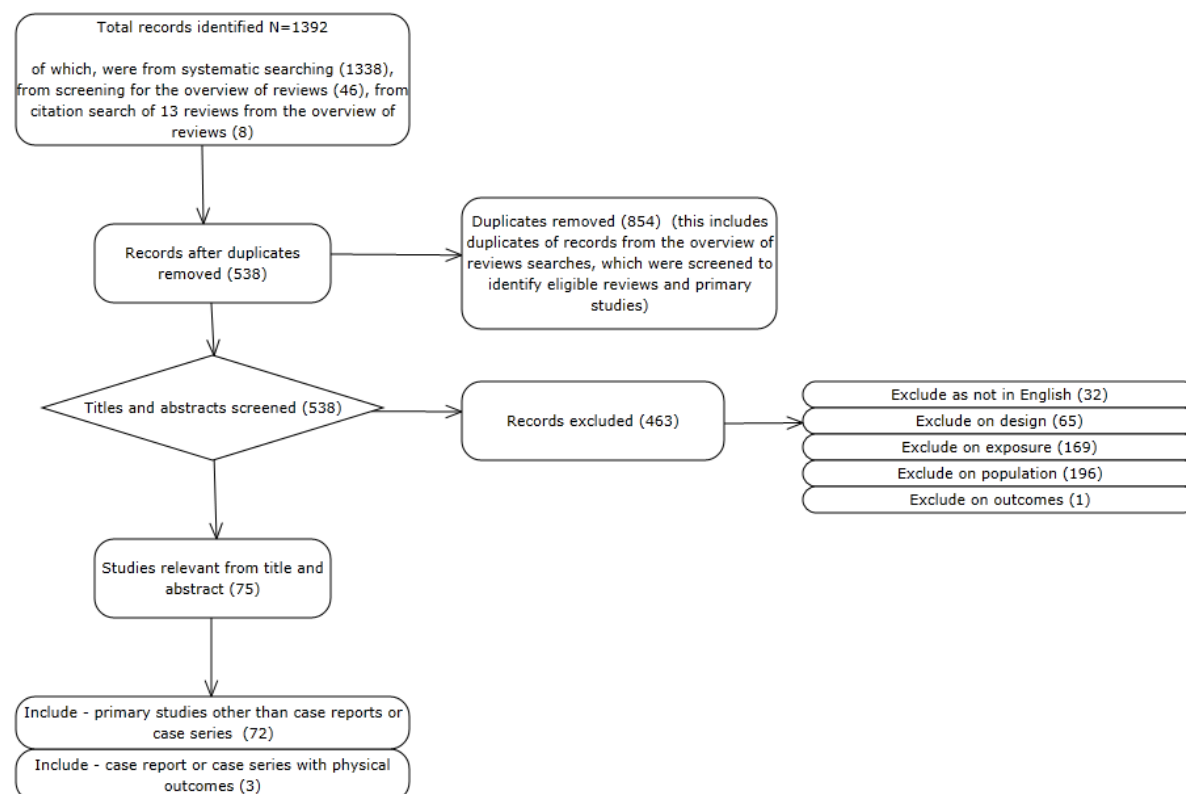 Total records identified N=1392
of which, were from systematic searching (1338),
from screening for the overview of reviews (46), from
citation search of 13 reviews from the overview of
reviews (8)
Records after duplicates
removed (538)
Duplicates removed (854)  (this includes
duplicates of records from the overview of
reviews searches, which were screened to
identify eligible reviews and primary
studies)
Titles and abstracts screened (538)
Records excluded (463)
Exclude as not in English (32)
Exclude on design (65)
Exclude on exposure (169)
Exclude on population (196)
Exclude on outcomes (1)
Studies relevant from title and
abstract (75)
Include - primary studies other than case reports or
case series  (72)
Include - case report or case series with physical
outcomes (3)